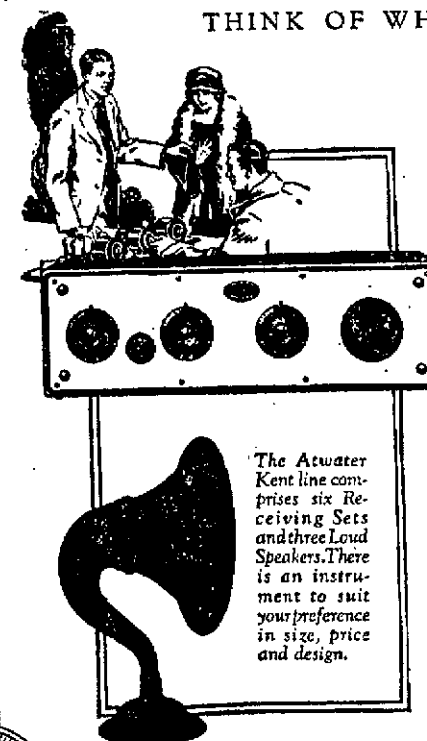 THINK OF WH
The Atwater
Kent line com-
prises six Re-
ceiving Sets
and three Loud
Speakers. There
is an instru-
ment to suit
your preference
in size, price
and design.